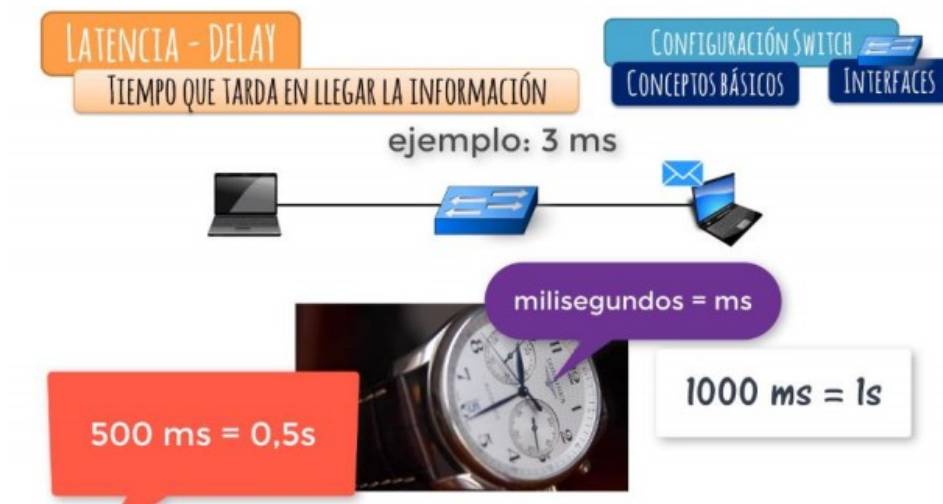 LATENCIA - DELAY
TIEMPO QUE TARDA EN LLEGAR LA INFORMACIÓN
CONFIGURACIÓN SWITCH
CONCEPTOS BÁSICOS
INTERFACES
ejemplo: 3 ms
milisegundos = ms
1000 ms = 1s
500 ms = 0,5s